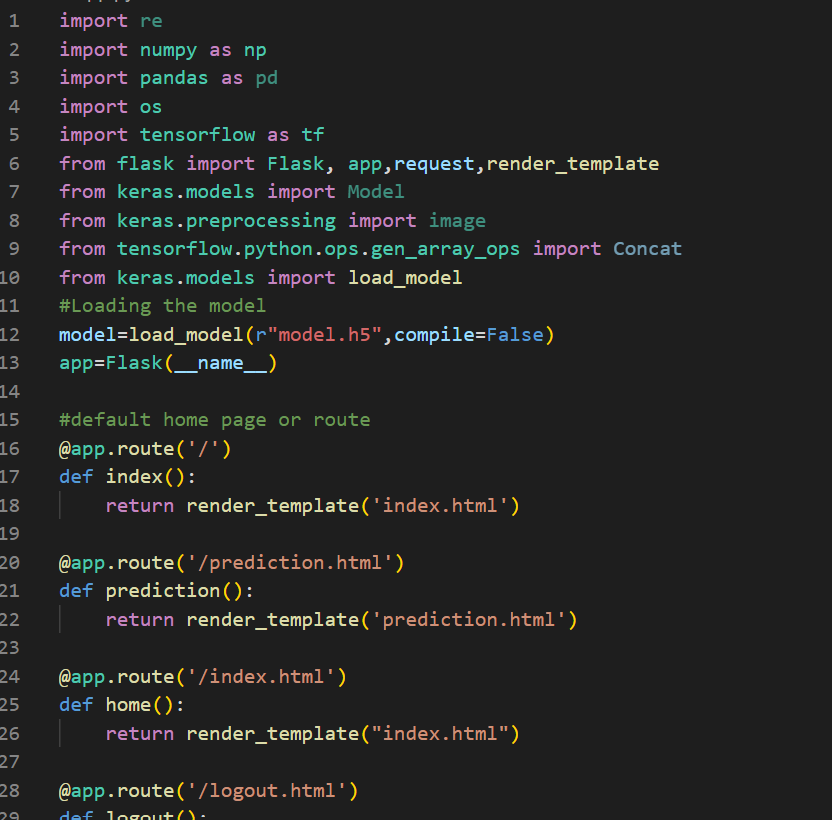 1 import re
2 import numpy as np
3 import pandas as pd
4 import os
5 import tensorflow as tf
6 from flask import Flask, app,request,render_template
7 from keras.models import Model
8 from keras.preprocessing import image
9 from tensorflow.python.ops.gen_array_ops import Concat
10 from keras.models import load_model
11 #Loading the model
12 model=load_model(r"model.h5",compile=False)
13 app=Flask(__name__)
14
15 #default home page or route
16 @app.route('/')
17 def index():
18     return render_template('index.html')
19
20 @app.route('/prediction.html')
21 def prediction():
22     return render_template('prediction.html')
23
24 @app.route('/index.html')
25 def home():
26     return render_template("index.html")
27
28 @app.route('/logout.html')
29 def logout():